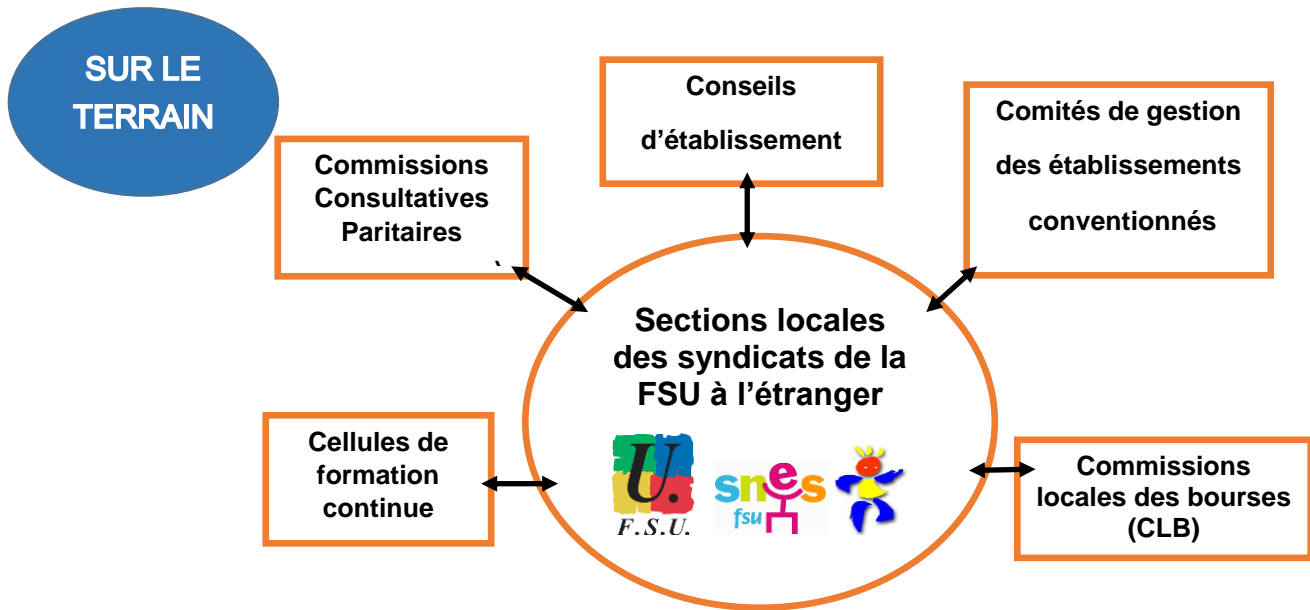 SUR LE
TERRAIN
Conseils
d'établissement
Comités de gestion
des établissements
conventionnés
Commissions
Consultatives
Paritaires
Sections locales
des syndicats de la
FSU à l'étranger
Cellules de
formation
continue
U.
F.S.U.
snes
fsu
Commissions
locales des bourses
(CLB)